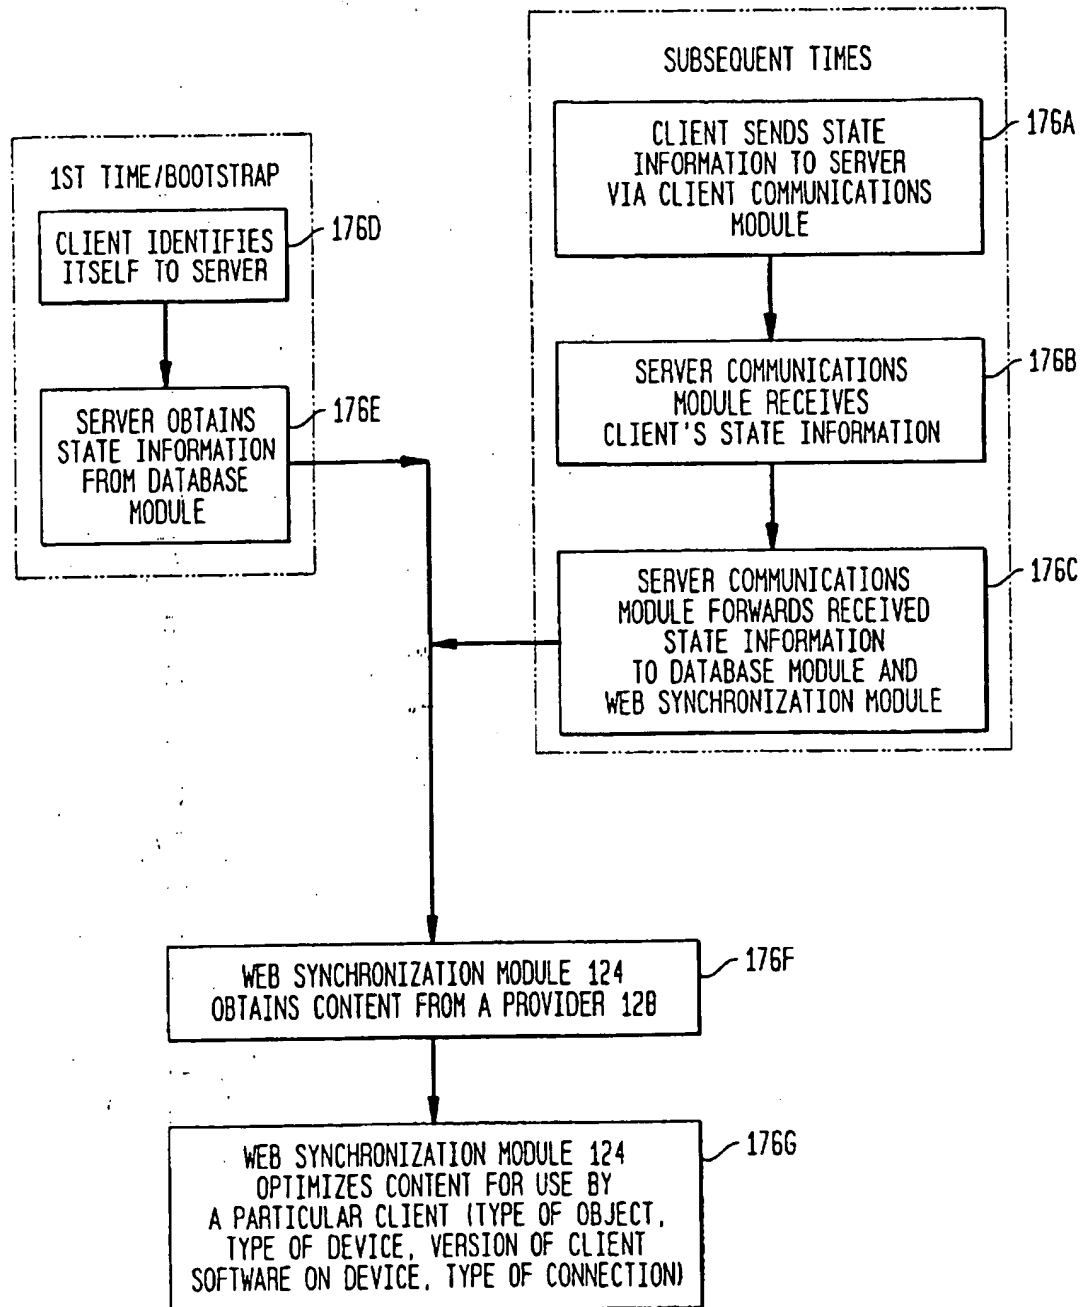 SUBSEQUENT TIMES
CLIENT SENDS STATE
INFORMATION TO SERVER
VIA CLIENT COMMUNICATIONS
MODULE
176A
1ST TIME/BOOTSTRAP
CLIENT IDENTIFIES
ITSELF TO SERVER
176D
SERVER COMMUNICATIONS
MODULE RECEIVES
CLIENT'S STATE INFORMATION
176B
SERVER OBTAINS
STATE INFORMATION
FROM DATABASE
MODULE
176E
SERVER COMMUNICATIONS
MODULE FORWARDS RECEIVED
STATE INFORMATION
TO DATABASE MODULE AND
WEB SYNCHRONIZATION MODULE
176C
WEB SYNCHRONIZATION MODULE 124
OBTAINS CONTENT FROM A PROVIDER 128
176F
WEB SYNCHRONIZATION MODULE 124
OPTIMIZES CONTENT FOR USE BY
A PARTICULAR CLIENT (TYPE OF OBJECT,
TYPE OF DEVICE, VERSION OF CLIENT
SOFTWARE ON DEVICE, TYPE OF CONNECTION)
176G